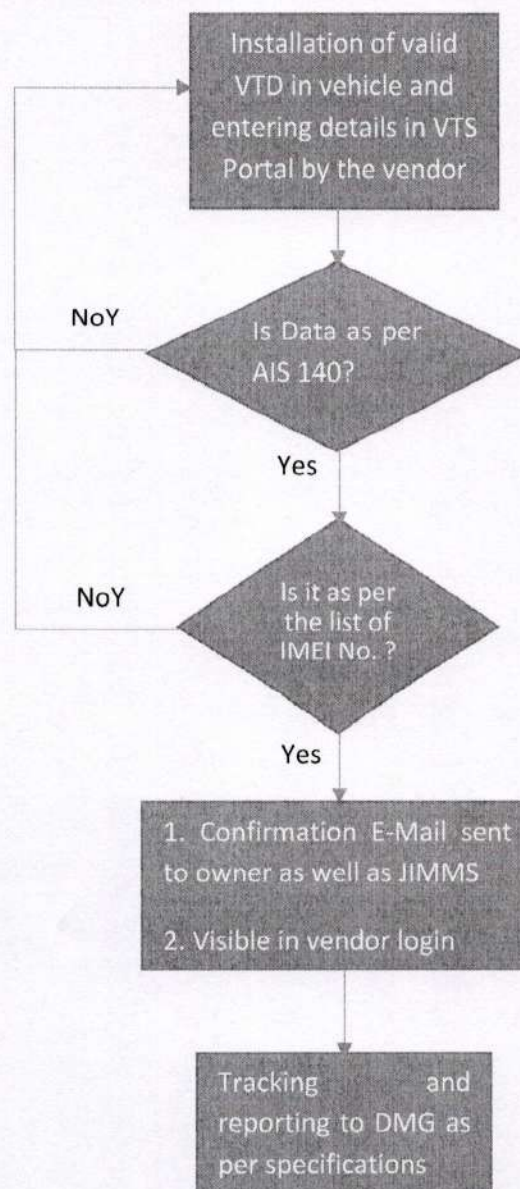 Installation of valid
VTD in vehicle and
entering details in VTS
Portal by the vendor
NoY
Is Data as per
AIS 140?
Yes
NoY
Is it as per
the list of
IMEI No. ?
Yes
1. Confirmation E-Mail sent
to owner as well as JIMMS
2. Visible in vendor login
Tracking and
reporting to DMG as
per specifications